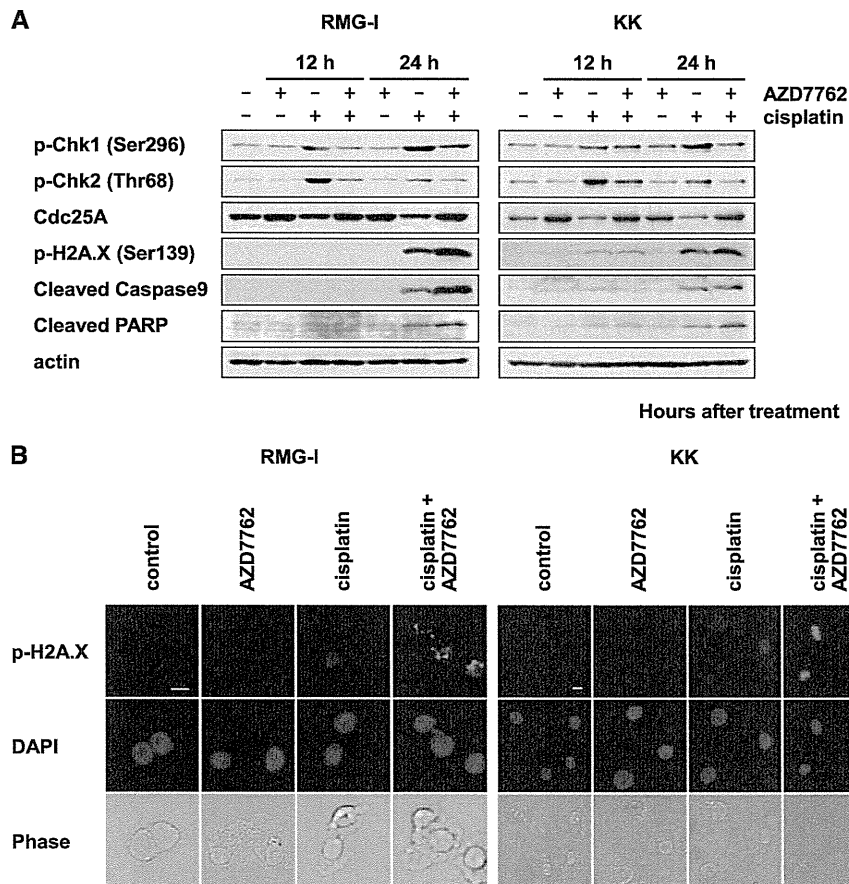 A
RMG-I KK
12 h 24 h 12 h 24 h
– + – + + – + – + – + + – + AZD7762
– – + + – + + – – + + – + + cisplatin
p-Chk1 (Ser296)
p-Chk2 (Thr68)
Cdc25A
p-H2A.X (Ser139)
Cleaved Caspase9
Cleaved PARP
actin
Hours after treatment
B
RMG-I KK
control AZD7762 cisplatin cisplatin + AZD7762 control AZD7762 cisplatin cisplatin + AZD7762
p-H2A.X
DAPI
Phase